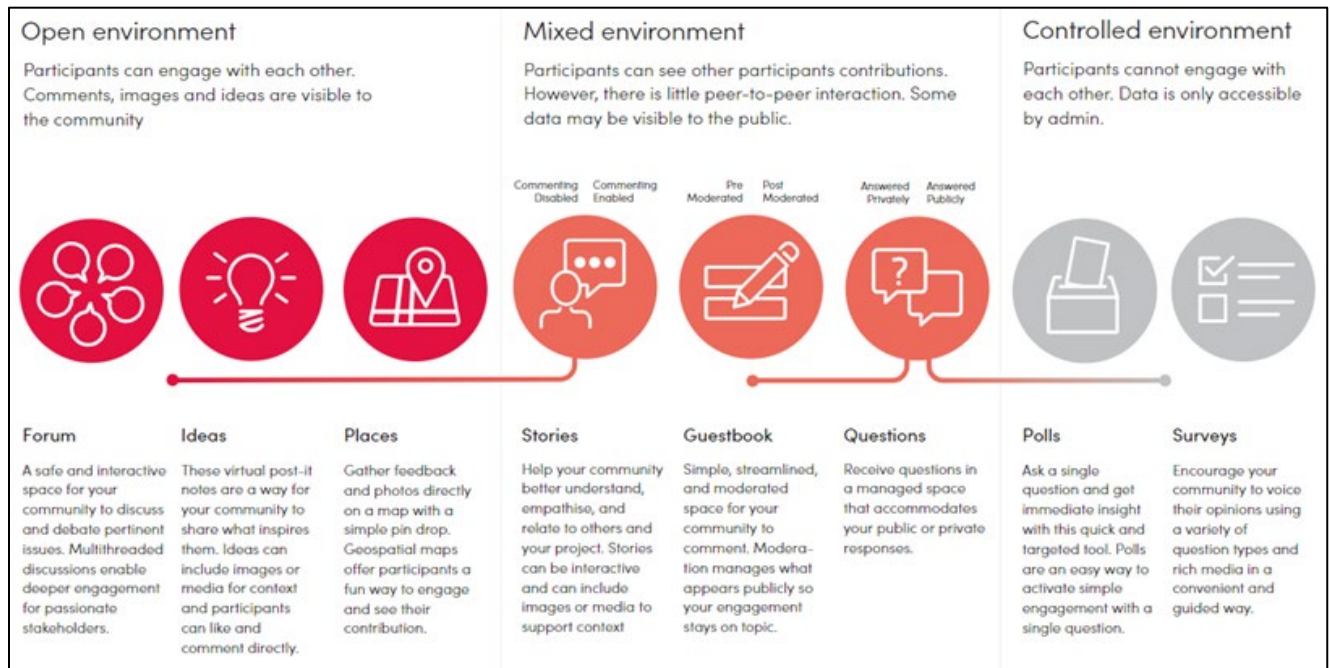 Open environment
Participants can engage with each other.
Comments, images and ideas are visible to
the community
Mixed environment
Participants can see other participants contributions.
However, there is little peer-to-peer interaction. Some
data may be visible to the public.
Controlled environment
Participants cannot engage with
each other. Data is only accessible
by admin.
Commenting
Disabled
Commenting
Enabled
Pre
Moderated
Post
Moderated
Answered
Privately
Answered
Publicly
?
Forum
A safe and interactive
space for your
community to discuss
and debate pertinent
issues. Multithreaded
discussions enable
deeper engagement
for passionate
stakeholders.
Ideas
These virtual post-it
notes are a way for
your community to
share what inspires
them. Ideas can
include images or
media for context
and participants
can like and
comment directly.
Places
Gather feedback
and photos directly
on a map with a
simple pin drop.
Geospatial maps
offer participants a
fun way to engage
and see their
contribution.
Stories
Help your community
better understand,
empathise, and
relate to others and
your project. Stories
can be interactive
and can include
images or media to
support context
Guestbook
Simple, streamlined,
and moderated
space for your
community to
comment. Modera-
tion manages what
appears publicly so
your engagement
stays on topic.
Questions
Receive questions in
a managed space
that accommodates
your public or private
responses.
Polls
Ask a single
question and get
immediate insight
with this quick and
targeted tool. Polls
are an easy way to
activate simple
engagement with a
single question.
Surveys
Encourage your
community to voice
their opinions using
a variety of
question types and
rich media in a
convenient and
guided way.